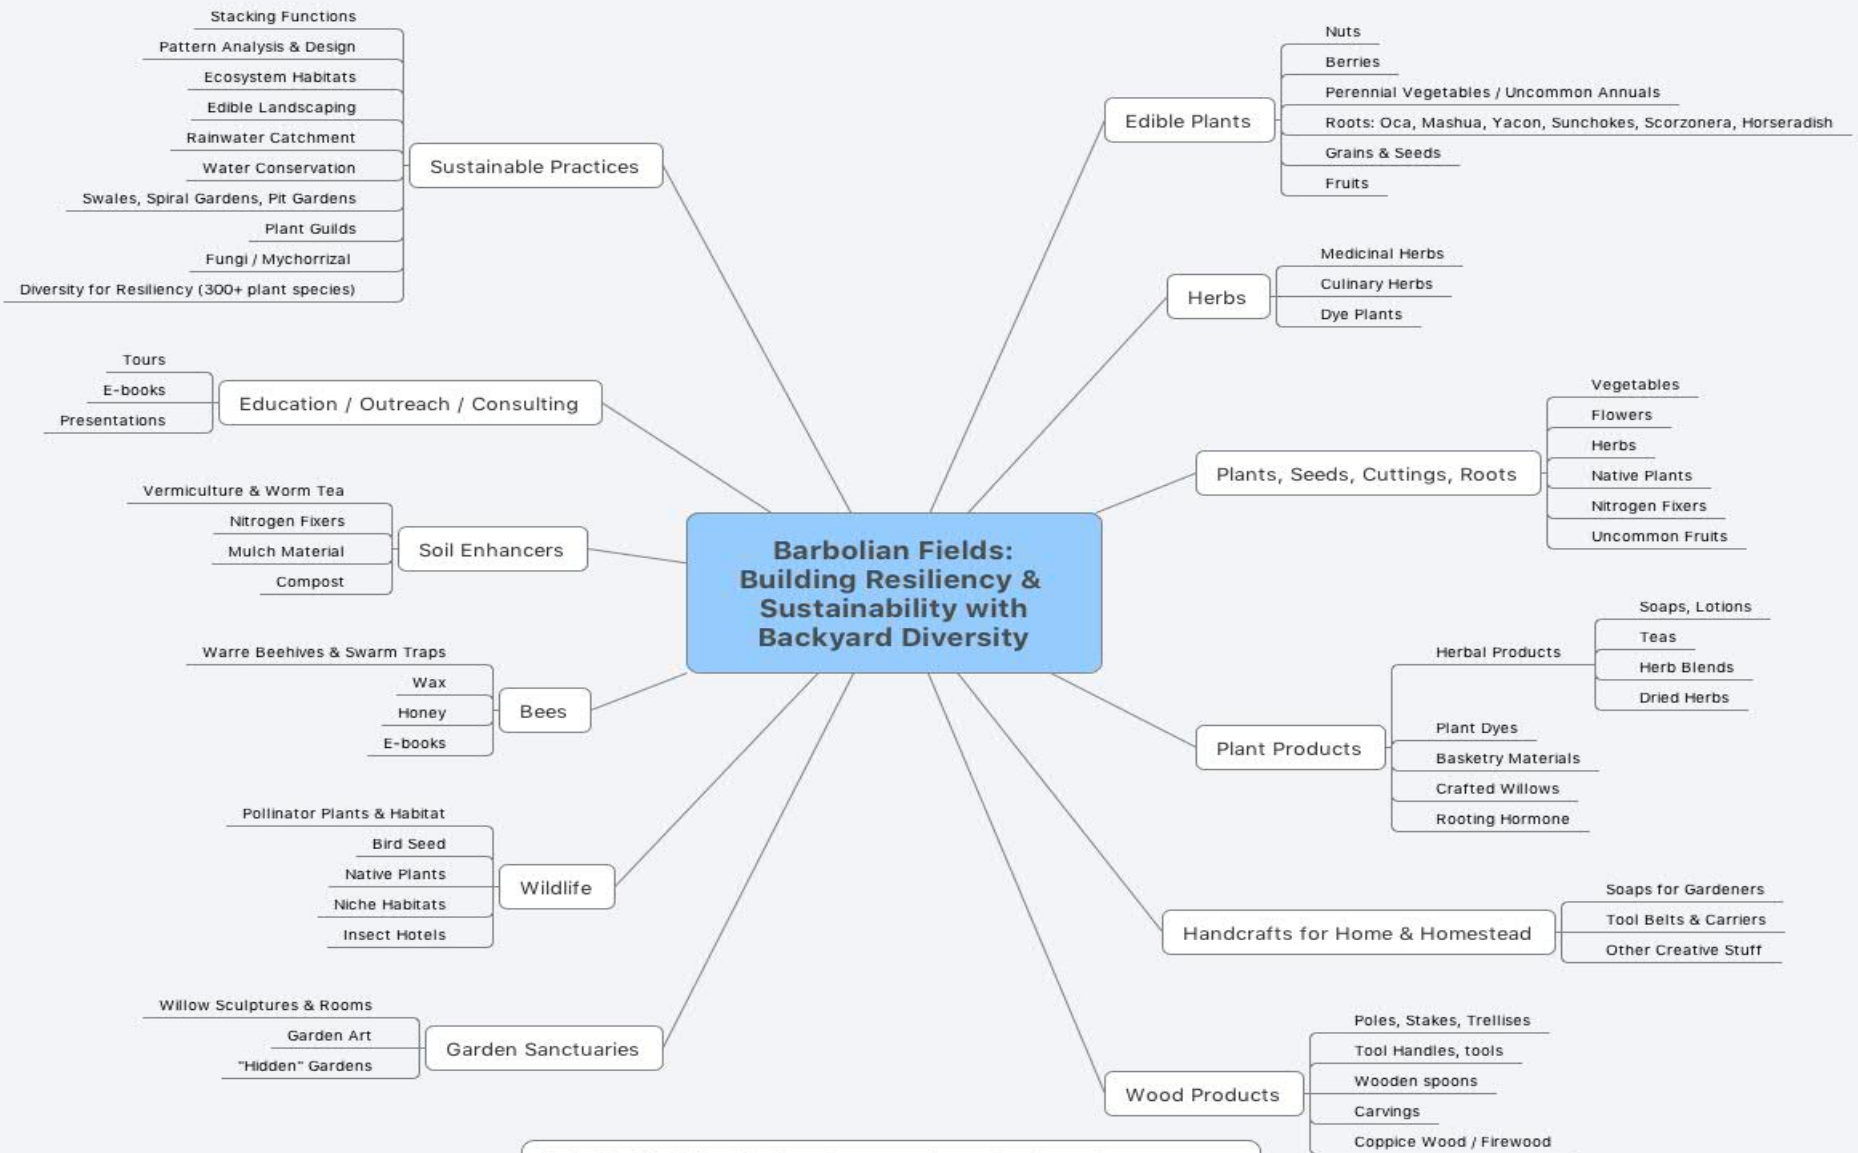 Barbolian Fields:
Building Resiliency &
Sustainability with
Backyard Diversity
Sustainable Practices
Stacking Functions
Pattern Analysis & Design
Ecosystem Habitats
Edible Landscaping
Rainwater Catchment
Water Conservation
Swales, Spiral Gardens, Pit Gardens
Plant Guilds
Fungi / Mychorrizal
Diversity for Resiliency (300+ plant species)
Education / Outreach / Consulting
Tours
E-books
Presentations
Soil Enhancers
Vermiculture & Worm Tea
Nitrogen Fixers
Mulch Material
Compost
Bees
Warre Beehives & Swarm Traps
Wax
Honey
E-books
Wildlife
Pollinator Plants & Habitat
Bird Seed
Native Plants
Niche Habitats
Insect Hotels
Garden Sanctuaries
Willow Sculptures & Rooms
Garden Art
"Hidden" Gardens
Edible Plants
Nuts
Berries
Perennial Vegetables / Uncommon Annuals
Roots: Oca, Mashua, Yacon, Sunchokes, Scorzonera, Horseradish
Grains & Seeds
Fruits
Herbs
Medicinal Herbs
Culinary Herbs
Dye Plants
Plants, Seeds, Cuttings, Roots
Vegetables
Flowers
Herbs
Native Plants
Nitrogen Fixers
Uncommon Fruits
Plant Products
Herbal Products
Soaps, Lotions
Teas
Herb Blends
Dried Herbs
Plant Dyes
Basketry Materials
Crafted Willows
Rooting Hormone
Handcrafts for Home & Homestead
Soaps for Gardeners
Tool Belts & Carriers
Other Creative Stuff
Wood Products
Poles, Stakes, Trellises
Tool Handles, tools
Wooden spoons
Carvings
Coppice Wood / Firewood